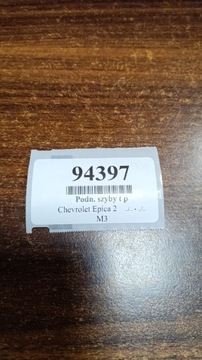 94397
Podn. szyby t p
Chevrolet Epica 2
M3